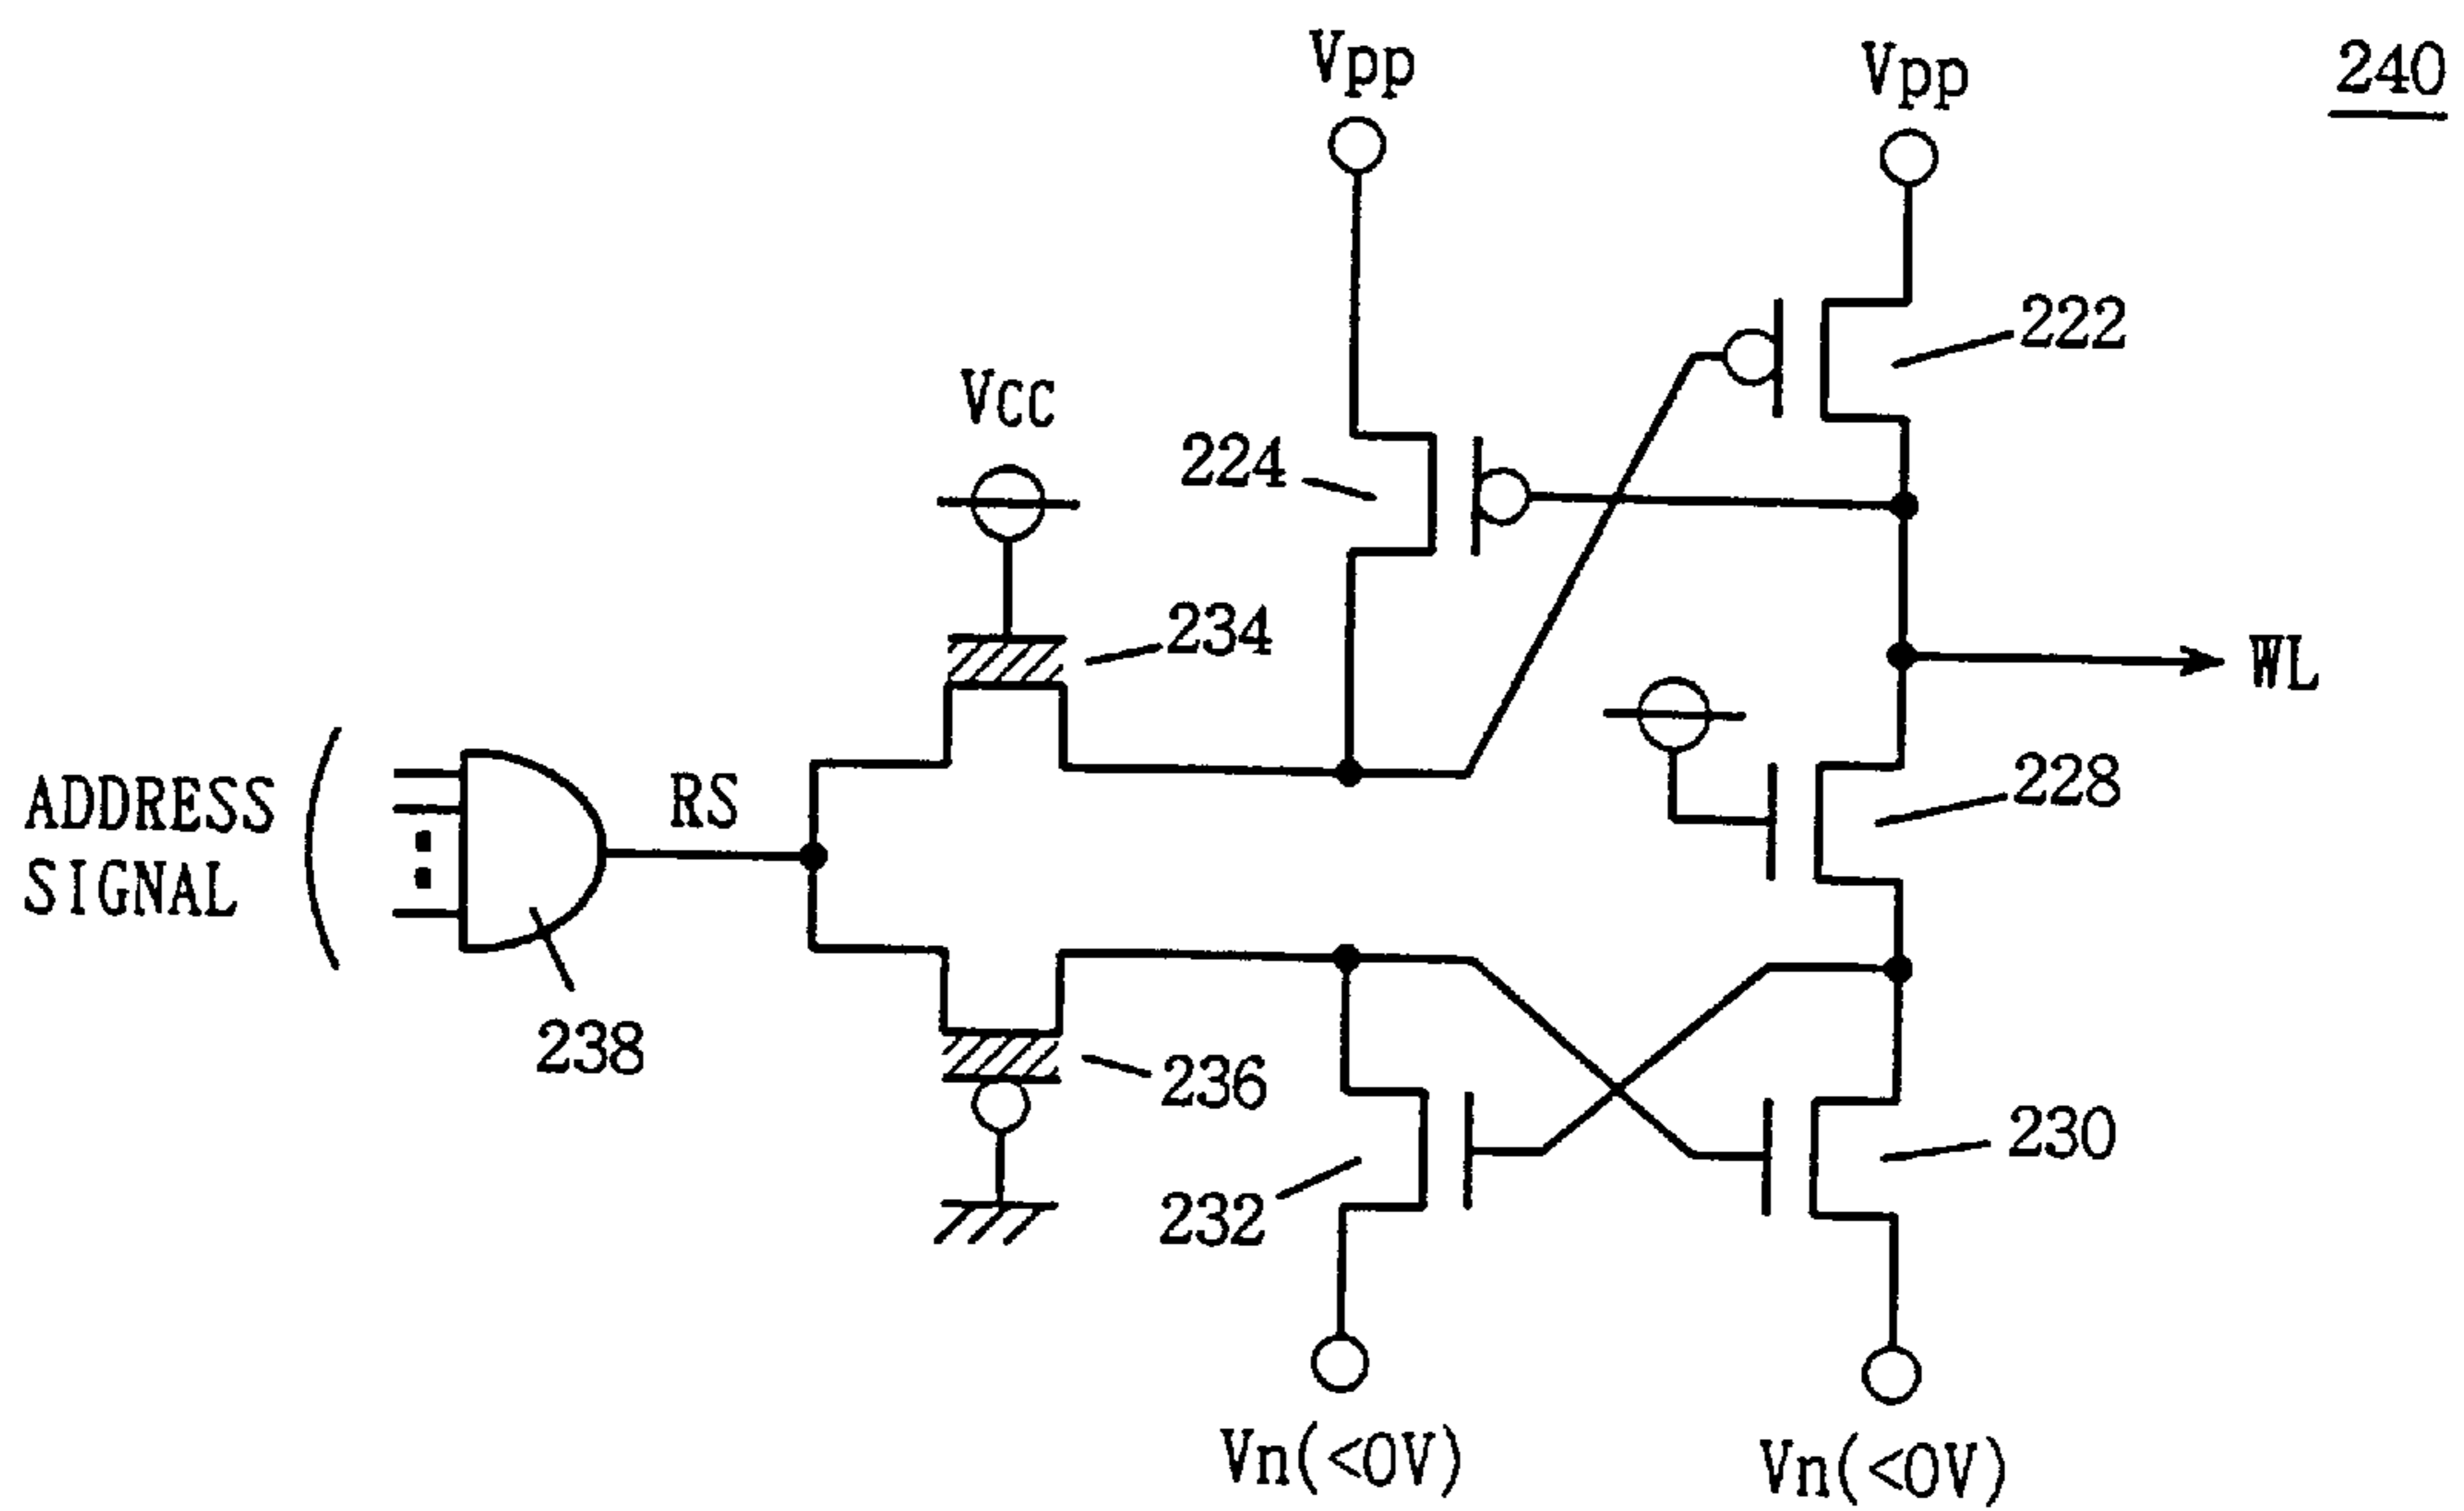 Vpp
Vpp
240
222
Vcc
224
234
WL
ADDRESS
SIGNAL
RS
228
238
236
230
232
Vn(<0V)
Vn(<0V)